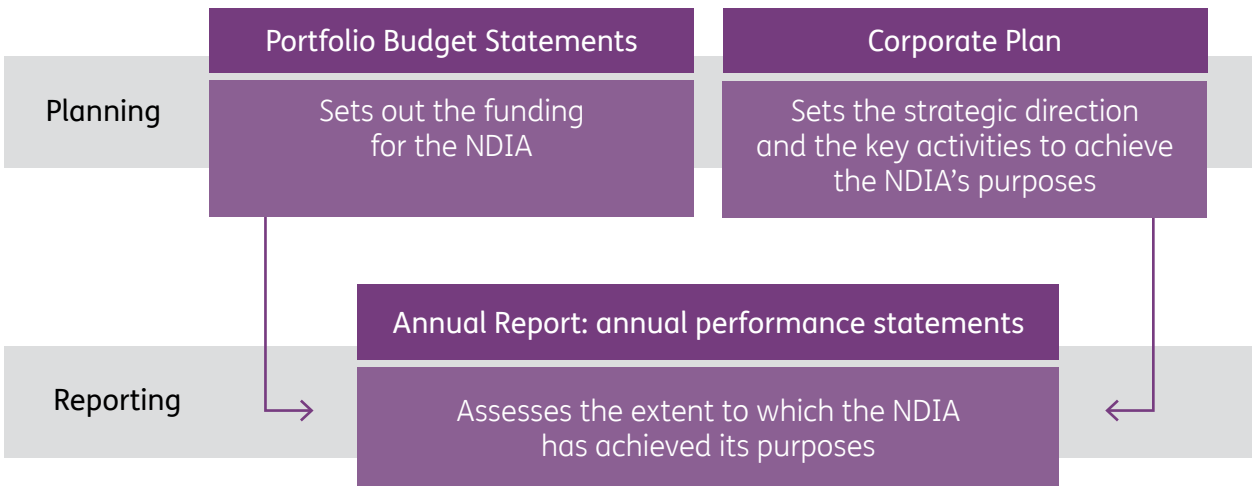 Portfolio Budget Statements
Corporate Plan
Planning
Sets out the funding
for the NDIA
Sets the strategic direction
and the key activities to achieve
the NDIA’s purposes
Annual Report: annual performance statements
Reporting
Assesses the extent to which the NDIA
has achieved its purposes